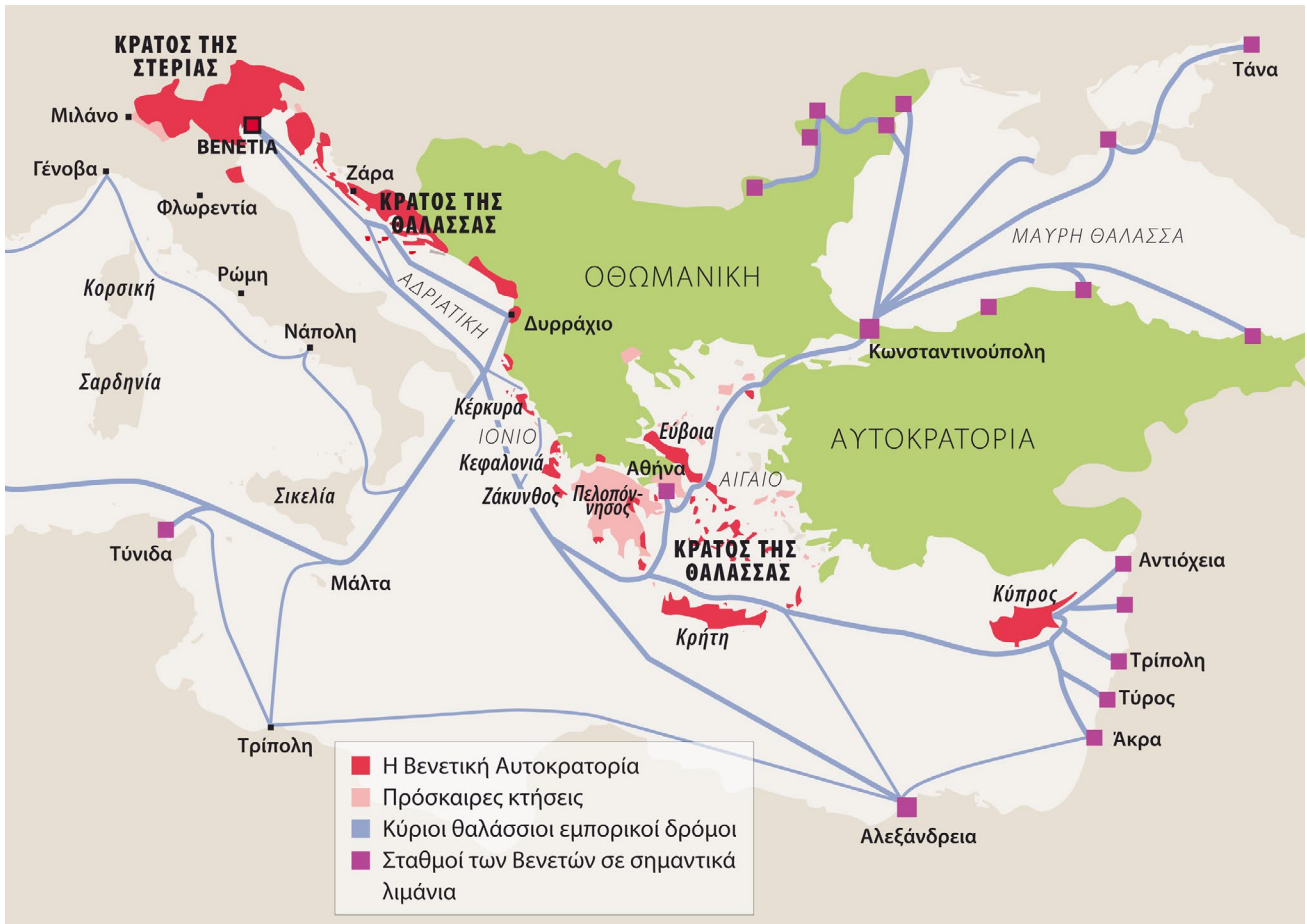 ΚΡΑΤΟΣ ΤΗΣ
ΣΤΕΡΙΑΣ
Τάνα
Μιλάνο
ΒΕΝΕΤΙΑ
Γένοβα
Ζάρα
Φλωρεντία
ΚΡΑΤΟΣ ΤΗΣ
ΘΑΛΑΣΣΑΣ
ΜΑΥΡΗ ΘΑΛΑΣΣΑ
Ρώμη
Κορσική
ΑΔΡΙΑΤΙΚΗ
ΟΘΩΜΑΝΙΚΗ
Νάπολη
Δυρράχιο
Κωνσταντινούπολη
Σαρδηνία
Κέρκυρα
ΙΟΝΙΟ
Εύβοια
ΑΥΤΟΚΡΑΤΟΡΙΑ
Κεφαλονιά
Αθήνα
ΑΙΓΑΙΟ
Σικελία
Ζάκυνθος
Πελοπόν-
νησος
Τύνιδα
ΚΡΑΤΟΣ ΤΗΣ
ΘΑΛΑΣΣΑΣ
Αντιόχεια
Μάλτα
Κύπρος
Κρήτη
Τρίπολη
Τύρος
Άκρα
Τρίπολη
Η Βενετική Αυτοκρατορία
Πρόσκαιρες κτήσεις
Κύριοι θαλάσσιοι εμπορικοί δρόμοι
Σταθμοί των Βενετών σε σημαντικά
λιμάνια
Αλεξάνδρεια